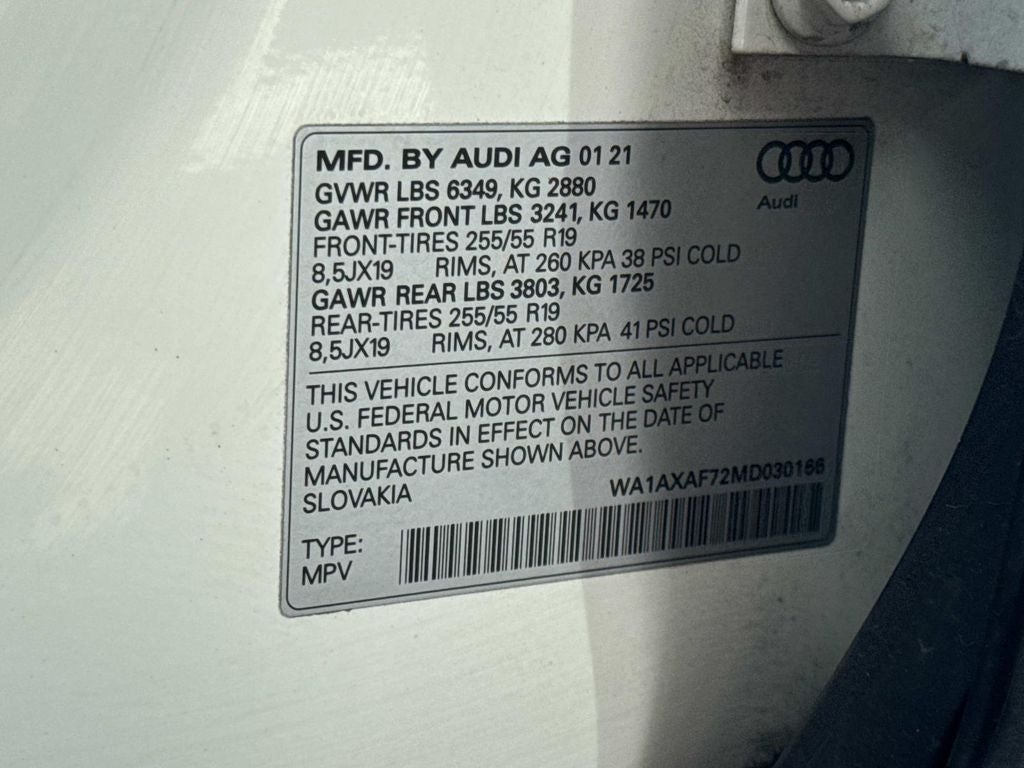 MFD. BY AUDI AG 01 21
Audi
GVWR LBS 6349, KG 2880
GAWR FRONT LBS 3241, KG 1470
FRONT-TIRES 255/55 R19
8,5JX19 RIMS, AT 260 KPA 38 PSI COLD
GAWR REAR LBS 3803, KG 1725
REAR-TIRES 255/55 R19
8,5JX19 RIMS, AT 280 KPA 41 PSI COLD
THIS VEHICLE CONFORMS TO ALL APPLICABLE
U.S. FEDERAL MOTOR VEHICLE SAFETY
STANDARDS IN EFFECT ON THE DATE OF
MANUFACTURE SHOWN ABOVE.
SLOVAKIA WA1AXAF72MD030166
TYPE:
MPV